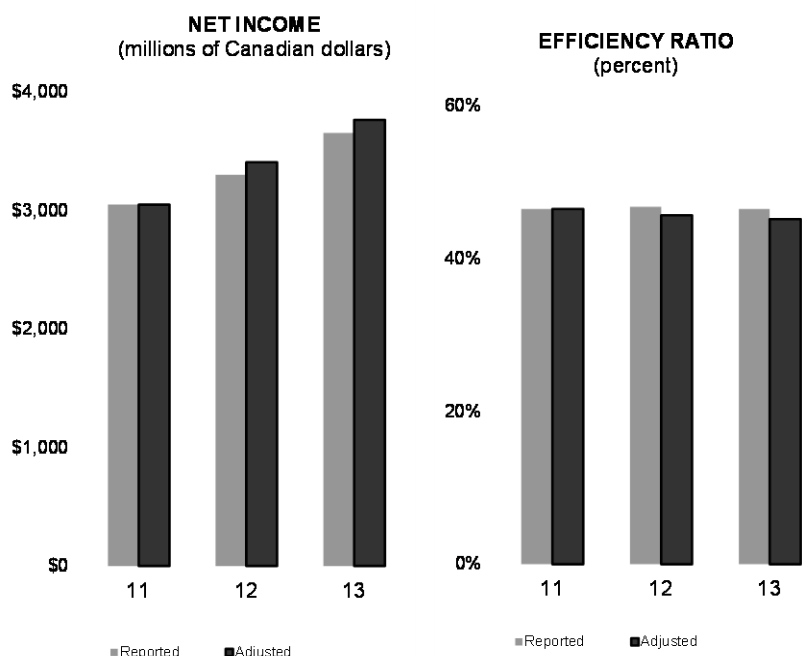 NET INCOME
(millions of Canadian dollars)
$4,000
$3,000
$2,000
$1,000
$0
11 12 13
Reported Adjusted
EFFICIENCY RATIO
(percent)
60%
40%
20%
0%
11 12 13
Reported Adjusted